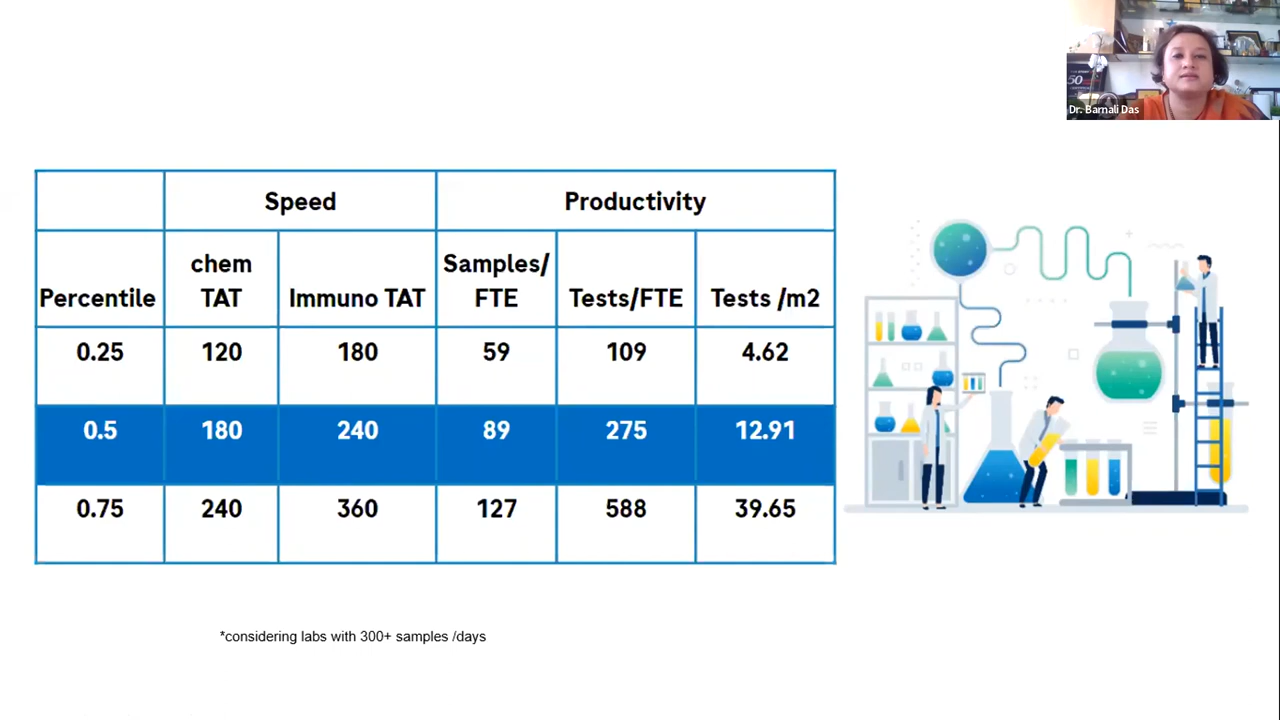 Dr. Barnali Das
50
Speed Productivity
Percentile chem TAT Immuno TAT Samples/ FTE Tests/FTE Tests /m2
0.25 120 180 59 109 4.62
0.5 180 240 89 275 12.91
0.75 240 360 127 588 39.65
*considering labs with 300+ samples /days